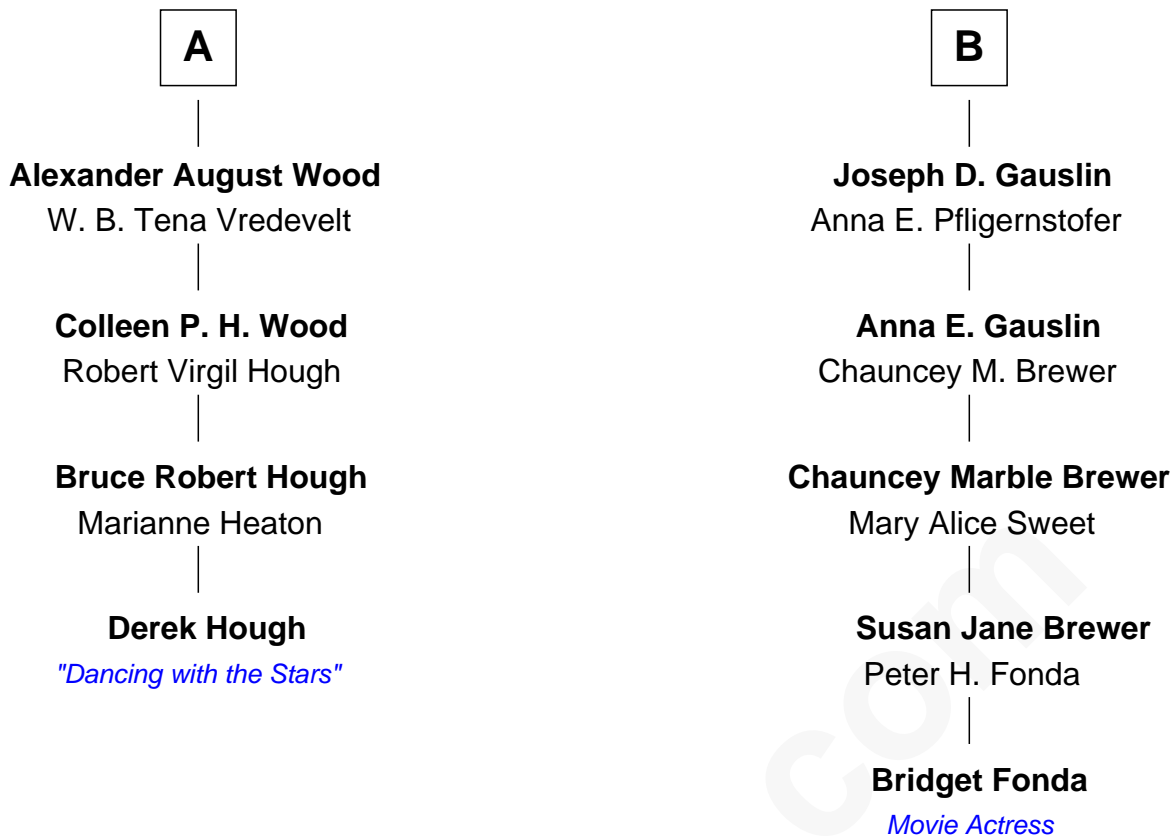 A
Alexander August Wood
W. B. Tena Vredevelt
Colleen P. H. Wood
Robert Virgil Hough
Bruce Robert Hough
Marianne Heaton
Derek Hough
"Dancing with the Stars"
B
Joseph D. Gauslin
Anna E. Pfligernstofer
Anna E. Gauslin
Chauncey M. Brewer
Chauncey Marble Brewer
Mary Alice Sweet
Susan Jane Brewer
Peter H. Fonda
Bridget Fonda
Movie Actress
com